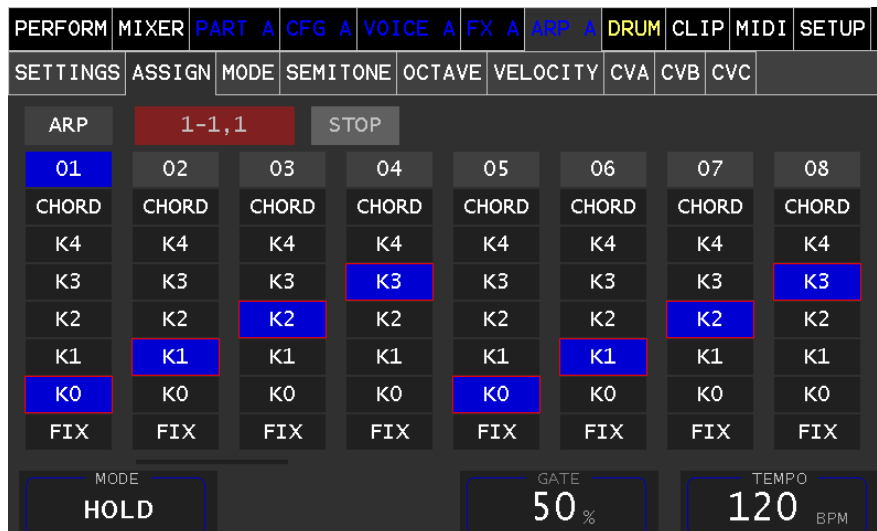 PERFORM MIXER PART A CFG A VOICE A FX A ARP A DRUM CLIP MIDI SETUP
SETTINGS ASSIGN MODE SEMITONE OCTAVE VELOCITY CVA CVB CVC
ARP 1-1,1 STOP
01 02 03 04 05 06 07 08
CHORD CHORD CHORD CHORD CHORD CHORD CHORD CHORD
K4 K4 K4 K4 K4 K4 K4 K4
K3 K3 K3 K3 K3 K3 K3 K3
K2 K2 K2 K2 K2 K2 K2 K2
K1 K1 K1 K1 K1 K1 K1 K1
K0 K0 K0 K0 K0 K0 K0 K0
FIX FIX FIX FIX FIX FIX FIX FIX
MODE GATE TEMPO
HOLD 50 % 120 BPM